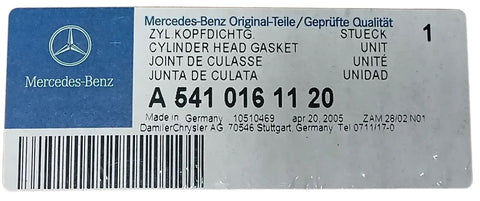 Mercedes-Benz
Mercedes-Benz Original-Teile/Geprüfte Qualität
ZYL.KOPFDICHTG. STUECK 1
CYLINDER HEAD GASKET UNIT
JOINT DE CULASSE UNITÉ
JUNTA DE CULATA UNIDAD
A 541 016 11 20
Made in Germany 10510469 apr 20, 2005 ZAM 28/02 N01
DamlerChrysler AG 70546 Stuttgart, Germany Tel 0711/17-0